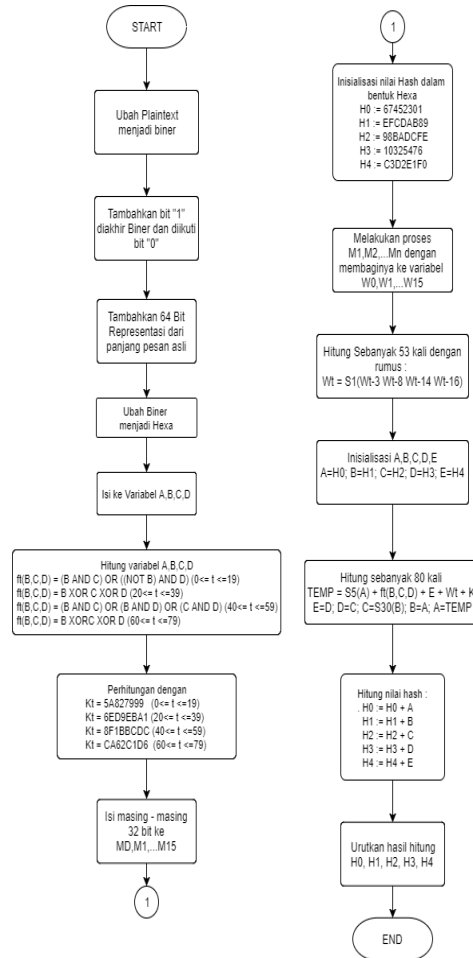 START
Ubah Plaintext
menjadi biner
Tambahkan bit "1"
diakhir Biner dan diikuti
bit "0"
Tambahkan 64 Bit
Representasi dari
panjang pesan asli
Ubah Biner
menjadi Hexa
Isi ke Variabel A,B,C,D
Hitung variabel A,B,C,D
ft(B,C,D) = (B AND C) OR ((NOT B) AND D) (0<= t <=19)
ft(B,C,D) = B XOR C XOR D (20<= t <=39)
ft(B,C,D) = (B AND C) OR (B AND D) OR (C AND D) (40<= t <=59)
ft(B,C,D) = B XORC XOR D (60<= t <=79)
Perhitungan dengan
Kt = 5A827999 (0<= t <=19)
Kt = 6ED9EBA1 (20<= t <=39)
Kt = 8F1BBCDC (40<= t <=59)
Kt = CA62C1D6 (60<= t <=79)
Isi masing - masing
32 bit ke
MD,M1,...M15
1
1
Inisialisasi nilai Hash dalam
bentuk Hexa
H0 := 67452301
H1 := EFCDAB89
H2 := 98BADCFE
H3 := 10325476
H4 := C3D2E1F0
Melakukan proses
M1,M2,...Mn dengan
membaginya ke variabel
W0,W1,...W15
Hitung Sebanyak 53 kali dengan
rumus :
Wt = S1(Wt-3 Wt-8 Wt-14 Wt-16)
Inisialisasi A,B,C,D,E
A=H0; B=H1; C=H2; D=H3; E=H4
Hitung sebanyak 80 kali
TEMP = S5(A) + ft(B,C,D) + E + Wt + K
E=D; D=C; C=S30(B); B=A; A=TEMP
Hitung nilai hash :
. H0 := H0 + A
H1 := H1 + B
H2 := H2 + C
H3 := H3 + D
H4 := H4 + E
Urutkan hasil hitung
H0, H1, H2, H3, H4
END